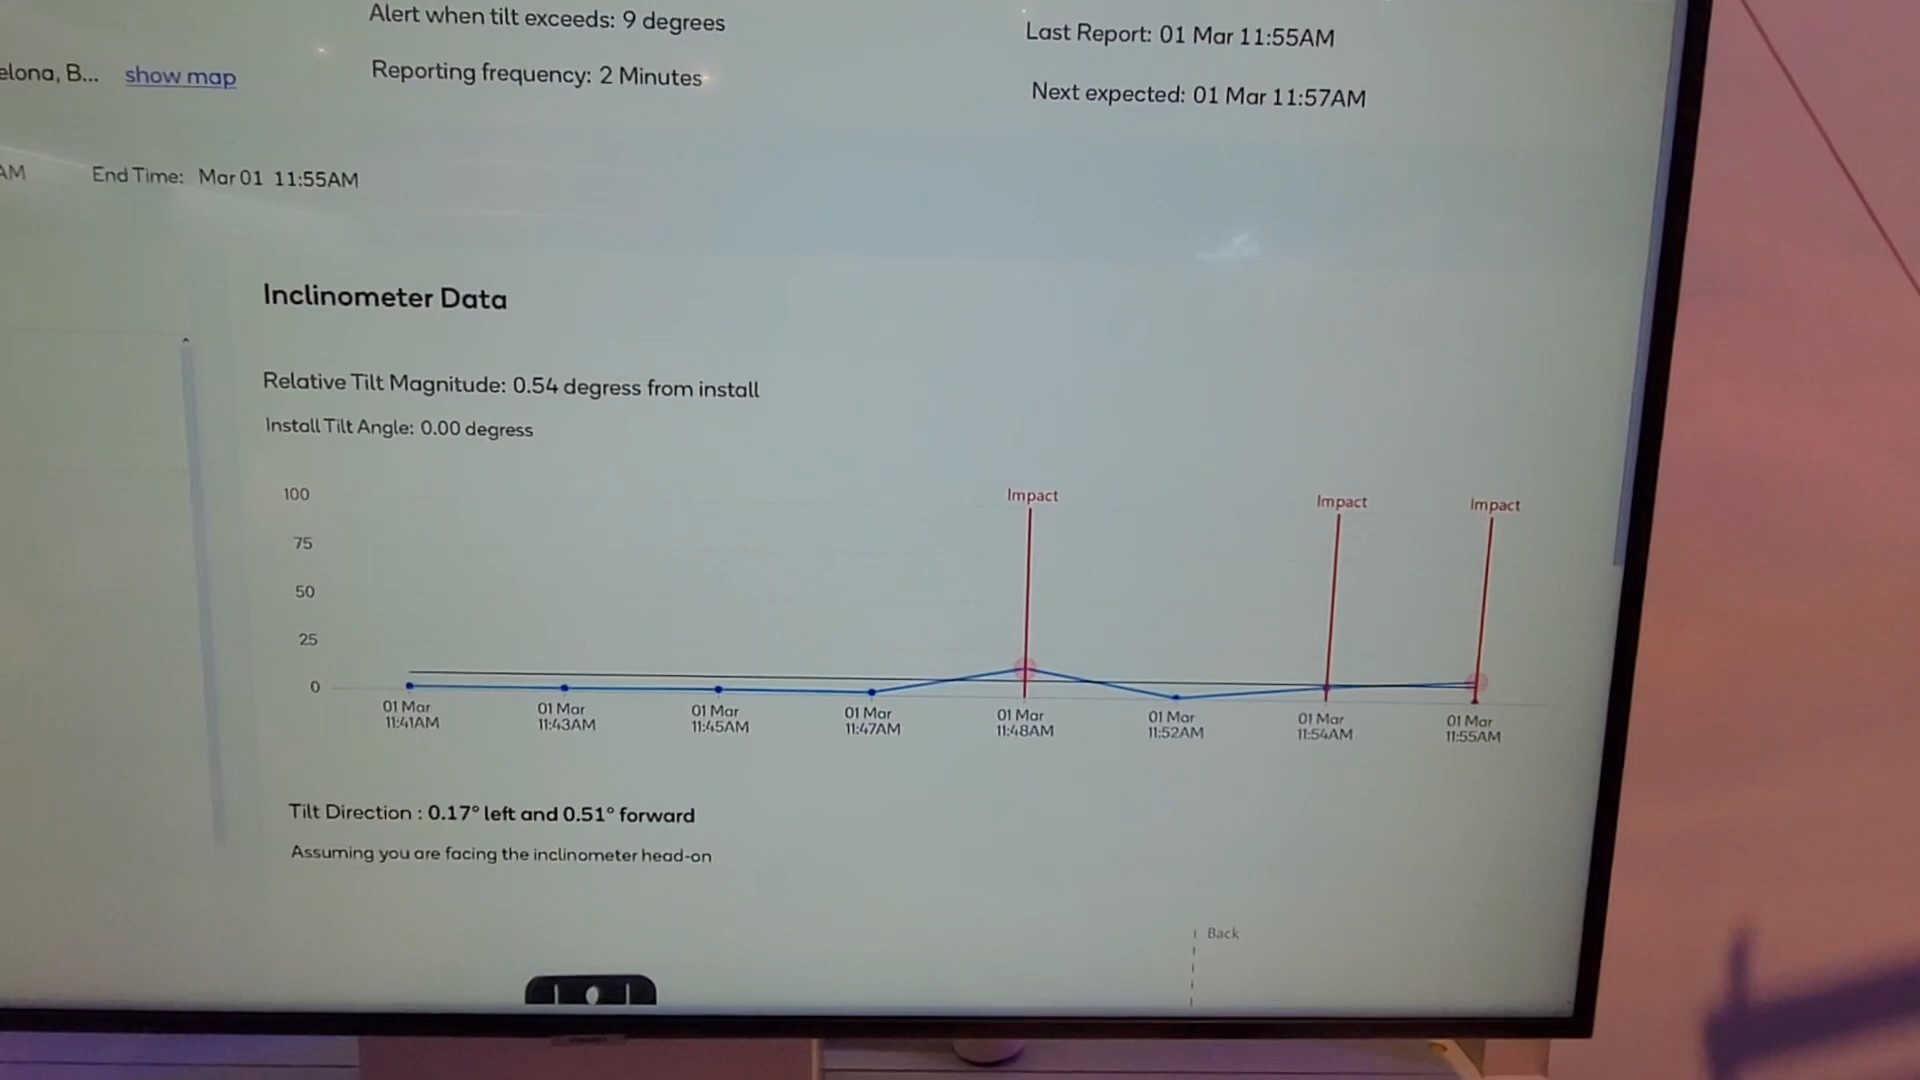 Alert when tilt exceeds: 9 degrees
Last Report: 01 Mar 11:55AM
elona, B... show map
Reporting frequency: 2 Minutes
Next expected: 01 Mar 11:57AM
AM End Time: Mar 01 11:55AM
Inclinometer Data
Relative Tilt Magnitude: 0.54 degress from install
Install Tilt Angle: 0.00 degress
100
75
50
25
0
Impact
Impact
Impact
01 Mar
11:41AM
01 Mar
11:43AM
01 Mar
11:45AM
01 Mar
11:47AM
01 Mar
11:48AM
01 Mar
11:52AM
01 Mar
11:54AM
01 Mar
11:55AM
Tilt Direction : 0.17° left and 0.51° forward
Assuming you are facing the inclinometer head-on
Back